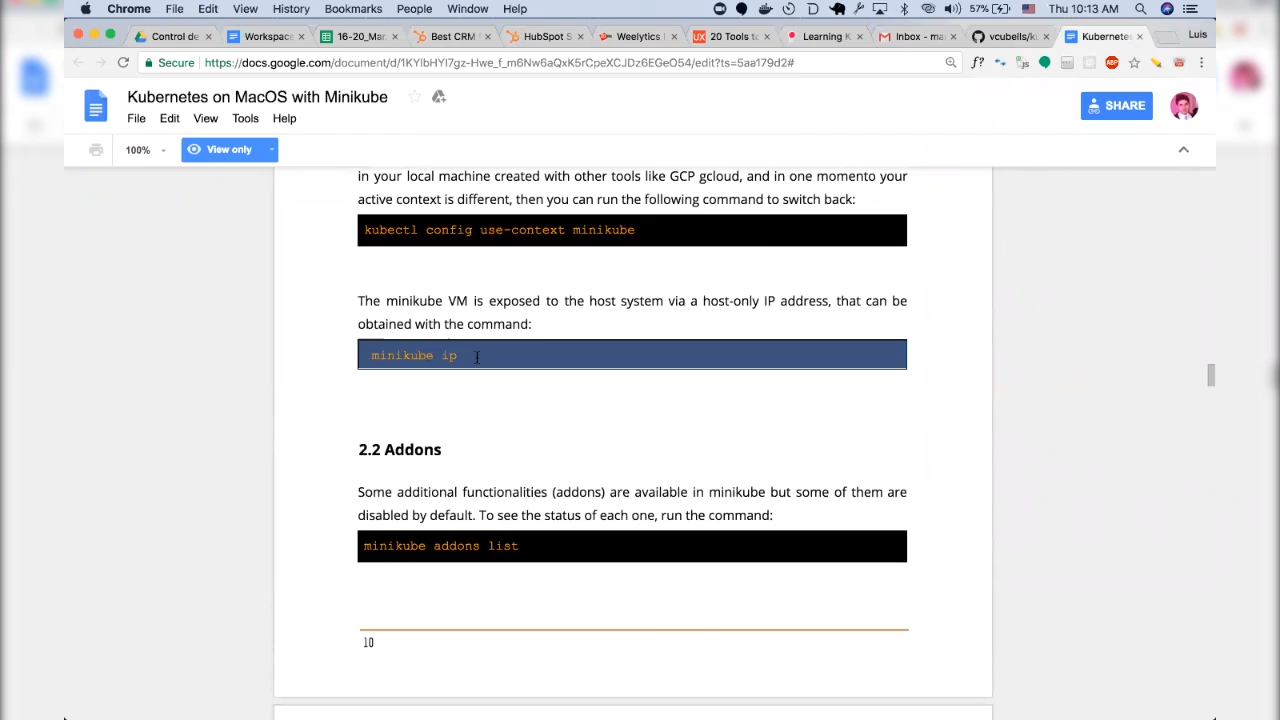 Chrome File Edit View History Bookmarks People Window Help 57% Thu 10:13 AM
Control de Workspace 16-20_Mar. Best CRM HubSpot S Weelytics 20 Tools to Learning K Inbox - ma vcubells/ku Kubernete Luis
Secure https://docs.google.com/document/d/1KYlbHYl7gz-Hwe_f_m6Nw6aQxK5rCpeXCJDz6EGeO54/edit?ts=5aa179d2#
Kubernetes on MacOS with Minikube
SHARE
File Edit View Tools Help
100% View only
in your local machine created with other tools like GCP gcloud, and in one momento your
active context is different, then you can run the following command to switch back:
kubectl config use-context minikube
The minikube VM is exposed to the host system via a host-only IP address, that can be
obtained with the command:
minikube ip
2.2 Addons
Some additional functionalities (addons) are available in minikube but some of them are
disabled by default. To see the status of each one, run the command:
minikube addons list
10